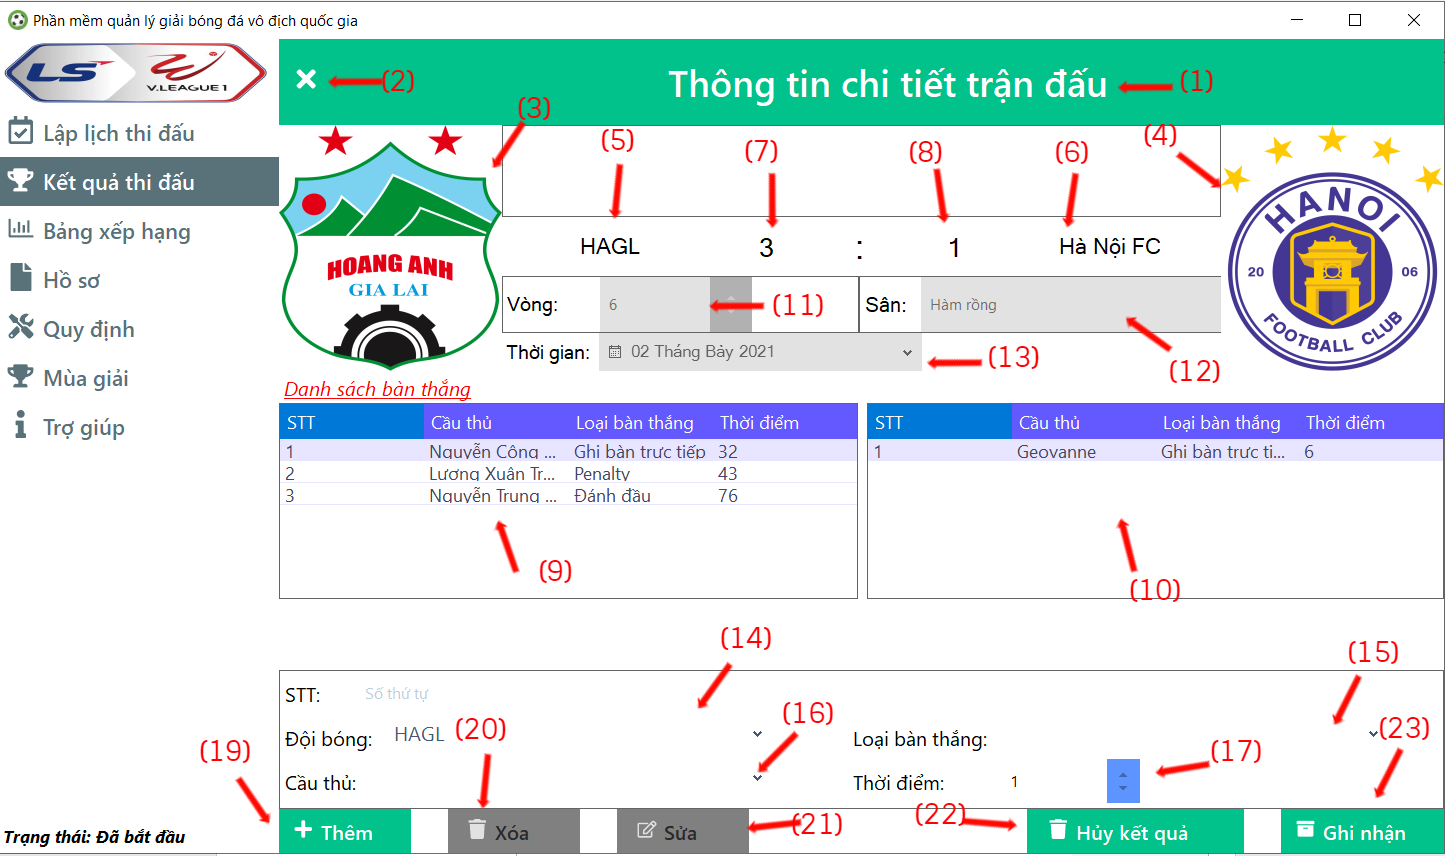 Phần mềm quản lý giải bóng đá vô địch quốc gia
LS
V.LEAGUE 1
Lập lịch thi đấu
Kết quả thi đấu
Bảng xếp hạng
Hồ sơ
Quy định
Mùa giải
Trợ giúp
Trạng thái: Đã bắt đầu
(2)
Thông tin chi tiết trận đấu
(1)
(3)
(5)
(7)
(8)
(6)
(4)
HOANG ANH
GIA LAI
HANOI
20 06
FOOTBALL CLUB
HAGL 3 : 1 Hà Nội FC
Vòng: 6 (11) Sân: Hàm rồng
(12)
Thời gian: 02 Tháng Bảy 2021 (13)
Danh sách bàn thắng
STT Cầu thủ Loại bàn thắng Thời điểm
1 Nguyễn Công ... Ghi bàn trực tiếp 32
2 Lương Xuân Tr... Penalty 43
3 Nguyễn Trung ... Đánh đầu 76
(9)
STT Cầu thủ Loại bàn thắng Thời điểm
1 Geovanne Ghi bàn trực ti... 6
(10)
(14)
(15)
STT: Số thứ tự
(16)
Đội bóng: HAGL (20)
Loại bàn thắng: (23)
(19)
(17)
Cầu thủ:
Thời điểm: 1
Thêm
Xóa
Sửa
(21)
(22)
Hủy kết quả
Ghi nhận